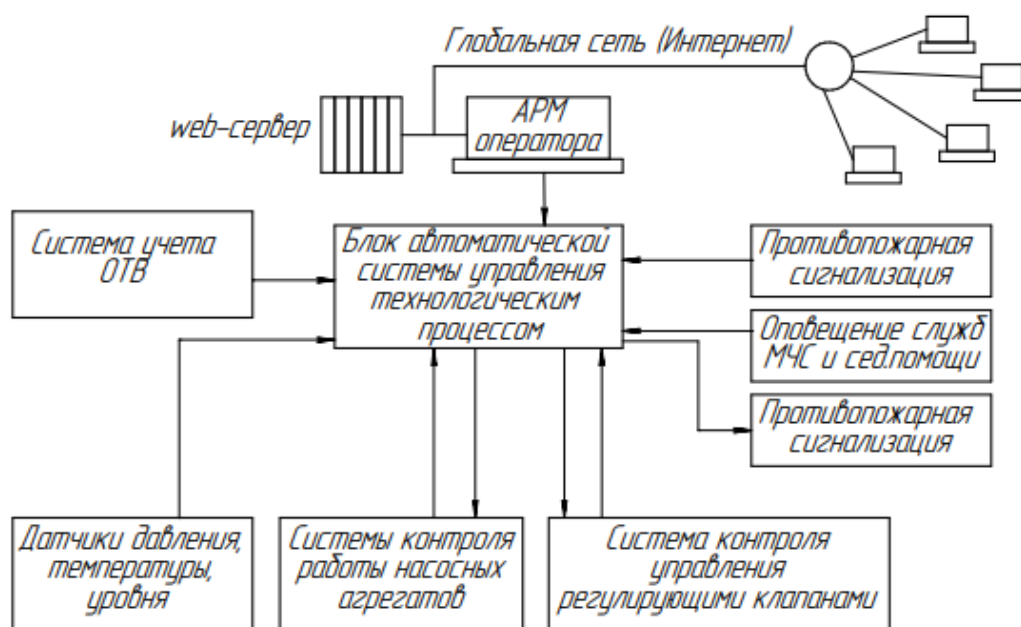 Глобальная сеть (Интернет)
web-сервер
АРМ
оператора
Система учета
ОТВ
Блок автоматической
системы управления
технологическим
процессом
Противопожарная
сигнализация
Оповещение служб
МЧС и сед.помощи
Противопожарная
сигнализация
Датчики давления,
температуры,
уровня
Системы контроля
работы насосных
агрегатов
Система контроля
управления
регулирующими клапанами